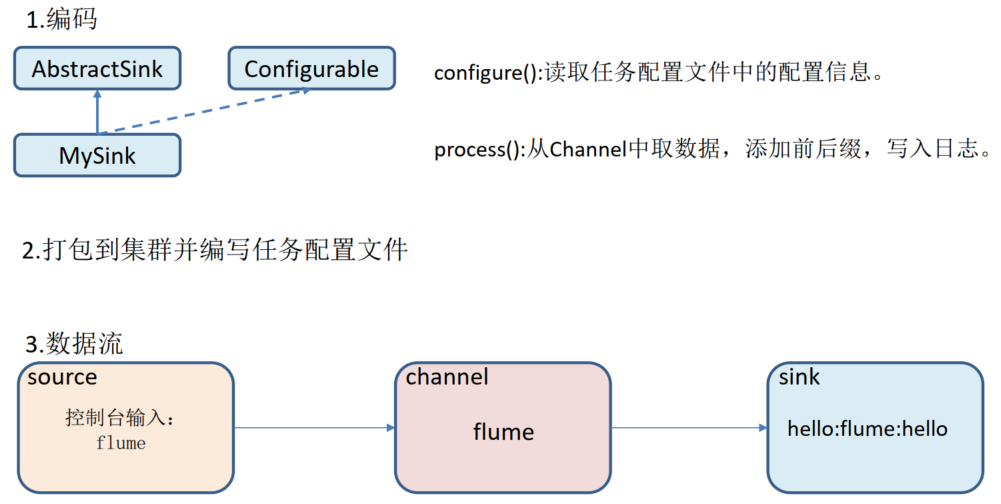 1.编码
AbstractSink
Configurable
configure():读取任务配置文件中的配置信息。
MySink
process():从Channel中取数据，添加前后缀，写入日志。
2.打包到集群并编写任务配置文件
3.数据流
source
控制台输入：
flume
channel
flume
sink
hello:flume:hello